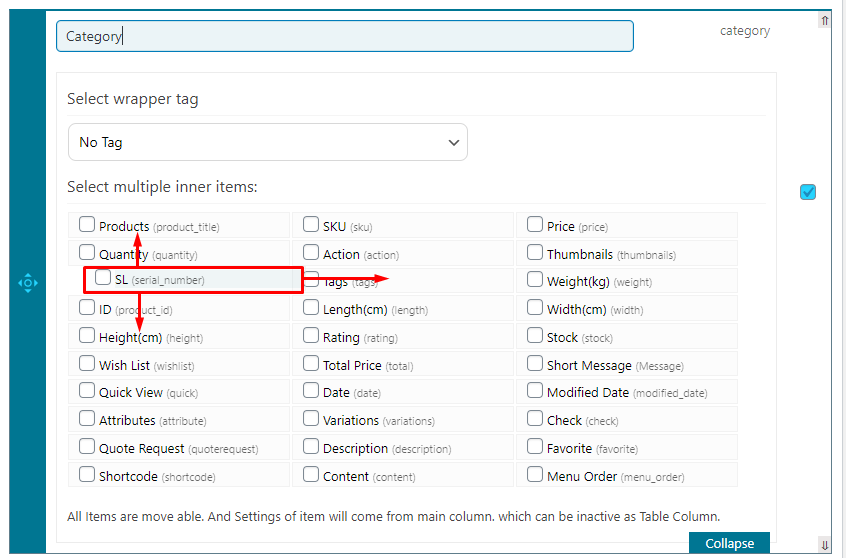 Category
category
Select wrapper tag
No Tag
Select multiple inner items:
Products (product_title) SKU (sku) Price (price)
Quantity (quantity) Action (action) Thumbnails (thumbnails)
SL (serial_number) Tags (tags) Weight(kg) (weight)
ID (product_id) Length(cm) (length) Width(cm) (width)
Height(cm) (height) Rating (rating) Stock (stock)
Wish List (wishlist) Total Price (total) Short Message (Message)
Quick View (quick) Date (date) Modified Date (modified_date)
Attributes (attribute) Variations (variations) Check (check)
Quote Request (quoterequest) Description (description) Favorite (favorite)
Shortcode (shortcode) Content (content) Menu Order (menu_order)
All Items are move able. And Settings of item will come from main column. which can be inactive as Table Column.
Collapse